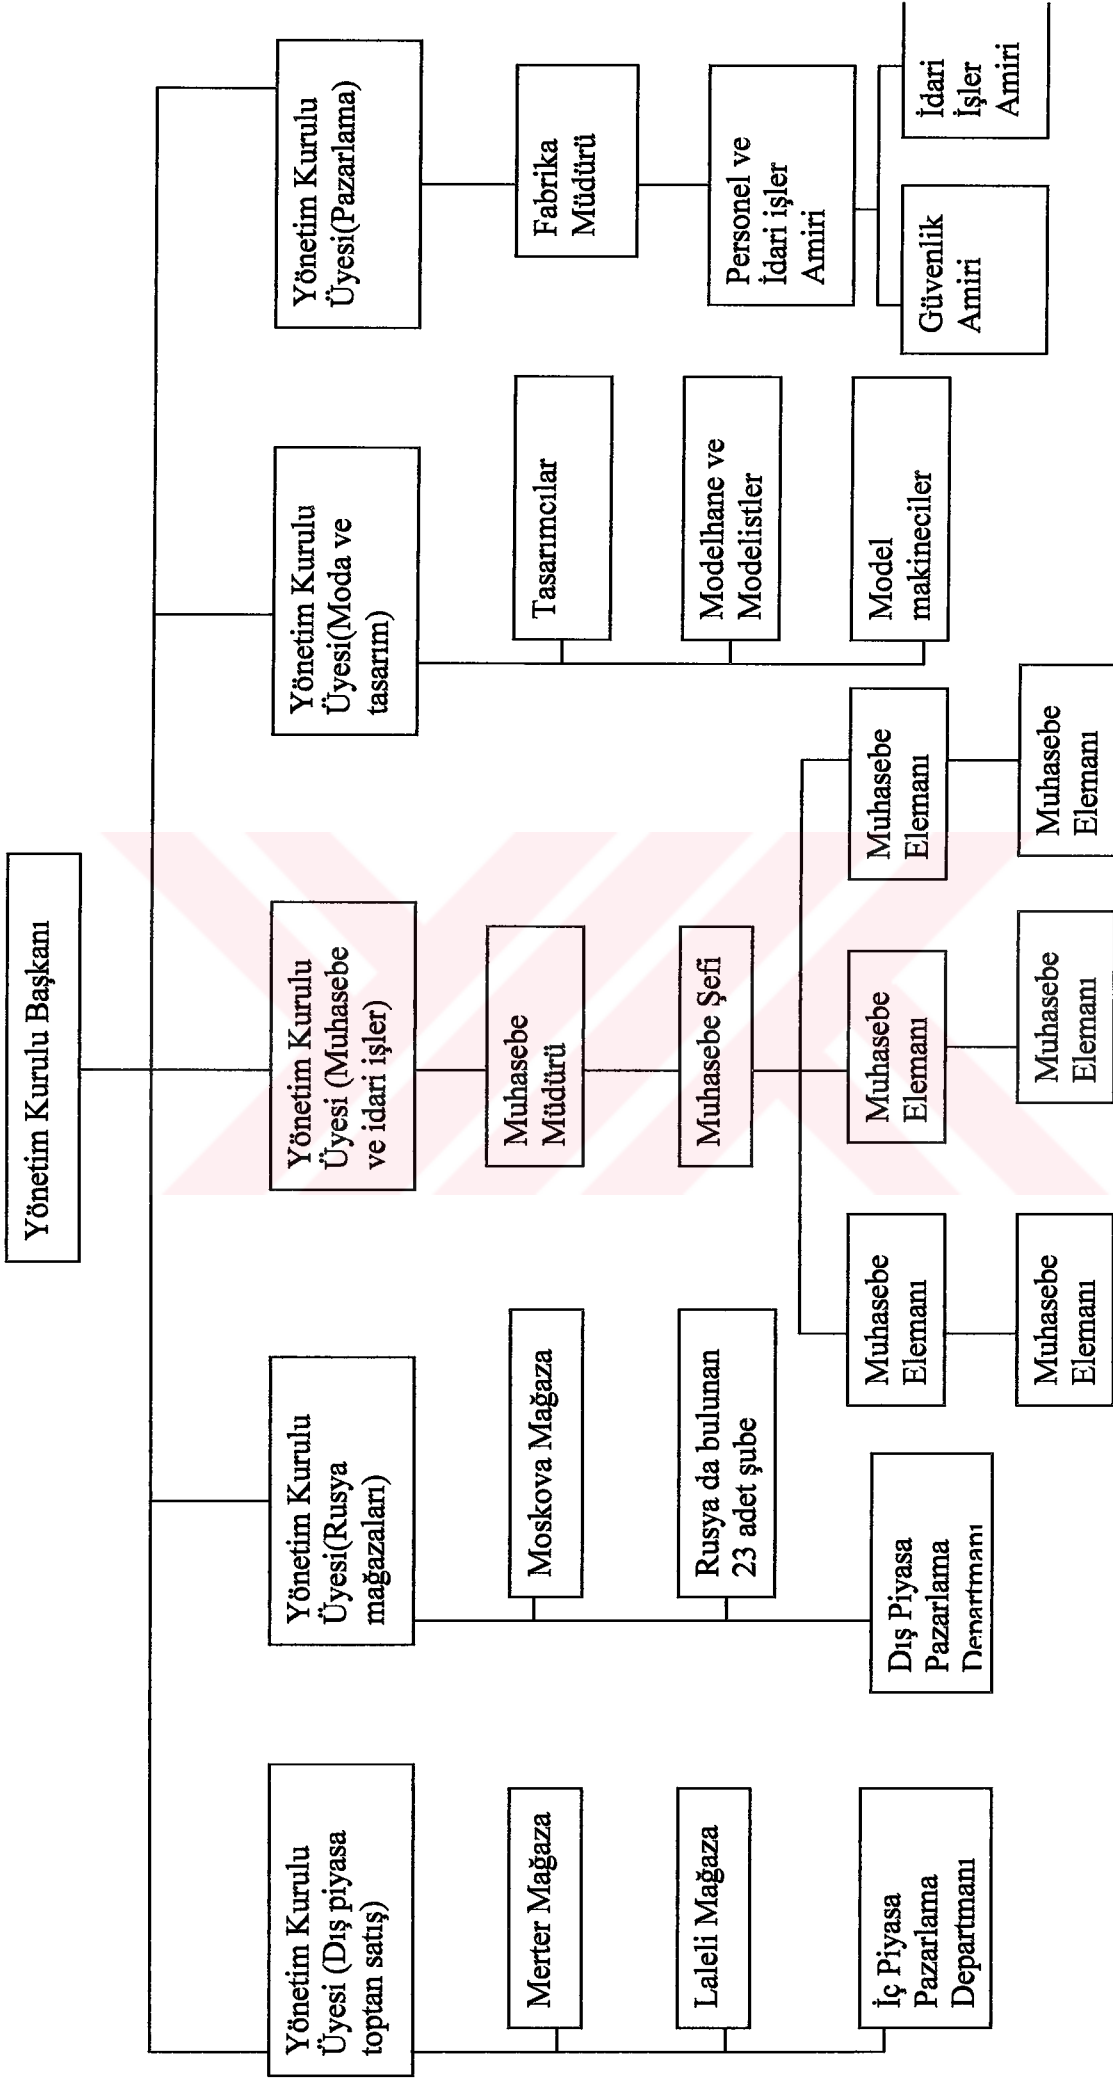 Yönetim Kurulu Başkanı
Yönetim Kurulu
Üyesi (Dış piyasa
toptan satış)
Merter Mağaza
Laleli Mağaza
İç Piyasa
Pazarlama
Departmanı
Yönetim Kurulu
Üyesi(Rusya
mağazaları)
Moskova Mağaza
Rusya da bulunan
23 adet şube
Dış Piyasa
Pazarlama
Departmanı
Yönetim Kurulu
Üyesi (Muhasebe
ve idari işler)
Muhasebe
Müdürü
Muhasebe Şefi
Muhasebe
Elemanı
Muhasebe
Elemanı
Muhasebe
Elemanı
Muhasebe
Elemanı
Muhasebe
Elemanı
Muhasebe
Elemanı
Yönetim Kurulu
Üyesi(Moda ve
tasarım)
Tasarımcılar
Modelhane ve
Modelistler
Model
makineciler
Yönetim Kurulu
Üyesi(Pazarlama)
Fabrika
Müdürü
Personel ve
İdari işler
Amiri
Güvenlik
Amiri
İdari
İşler
Amiri